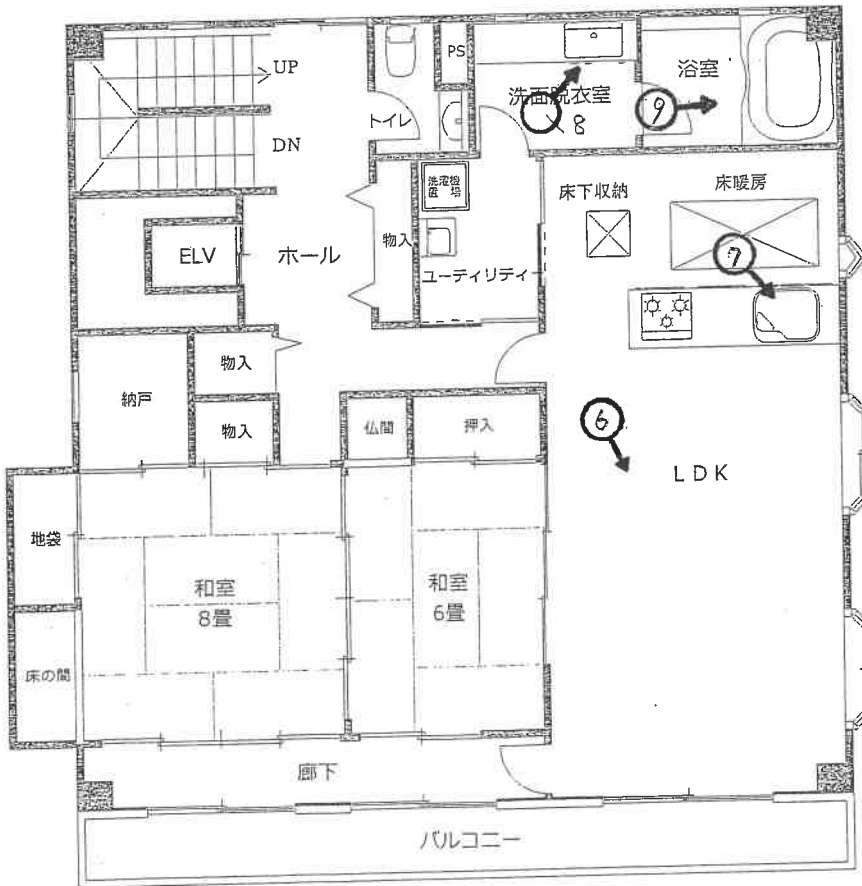 UP
DN
トイレ
PS
洗面脱衣室
8
浴室
9
ELV
ホール
物入
洗濯機
置場
ユーティリティ
床下収納
床暖房
7
納戸
物入
物入
仏間
押入
6
LDK
地袋
床の間
和室
8畳
和室
6畳
廊下
バルコニー